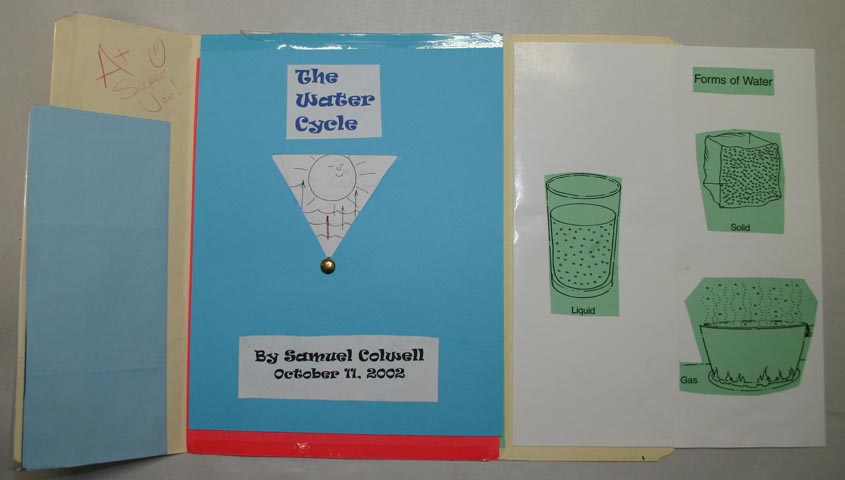 A+
Super
Job!
The
Water
Cycle
By Samuel Colwell
October 11, 2002
Forms of Water
Solid
Liquid
Gas